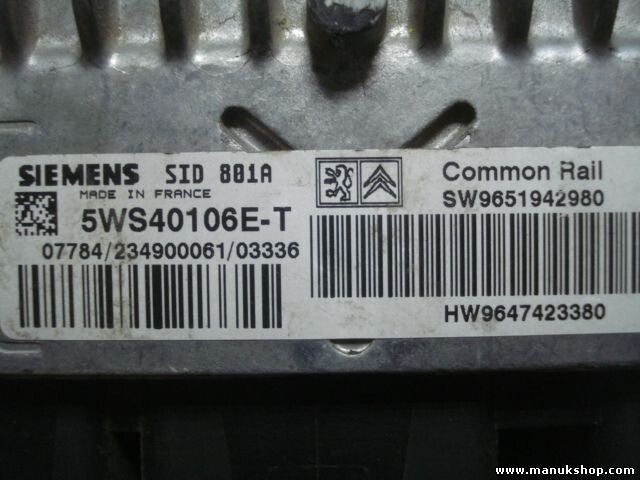 SIEMENS SID 801A
MADE IN FRANCE
5WS40106E-T
07784/234900061/03336
Common Rail
SW9651942980
HW9647423380
www.manukshop.com